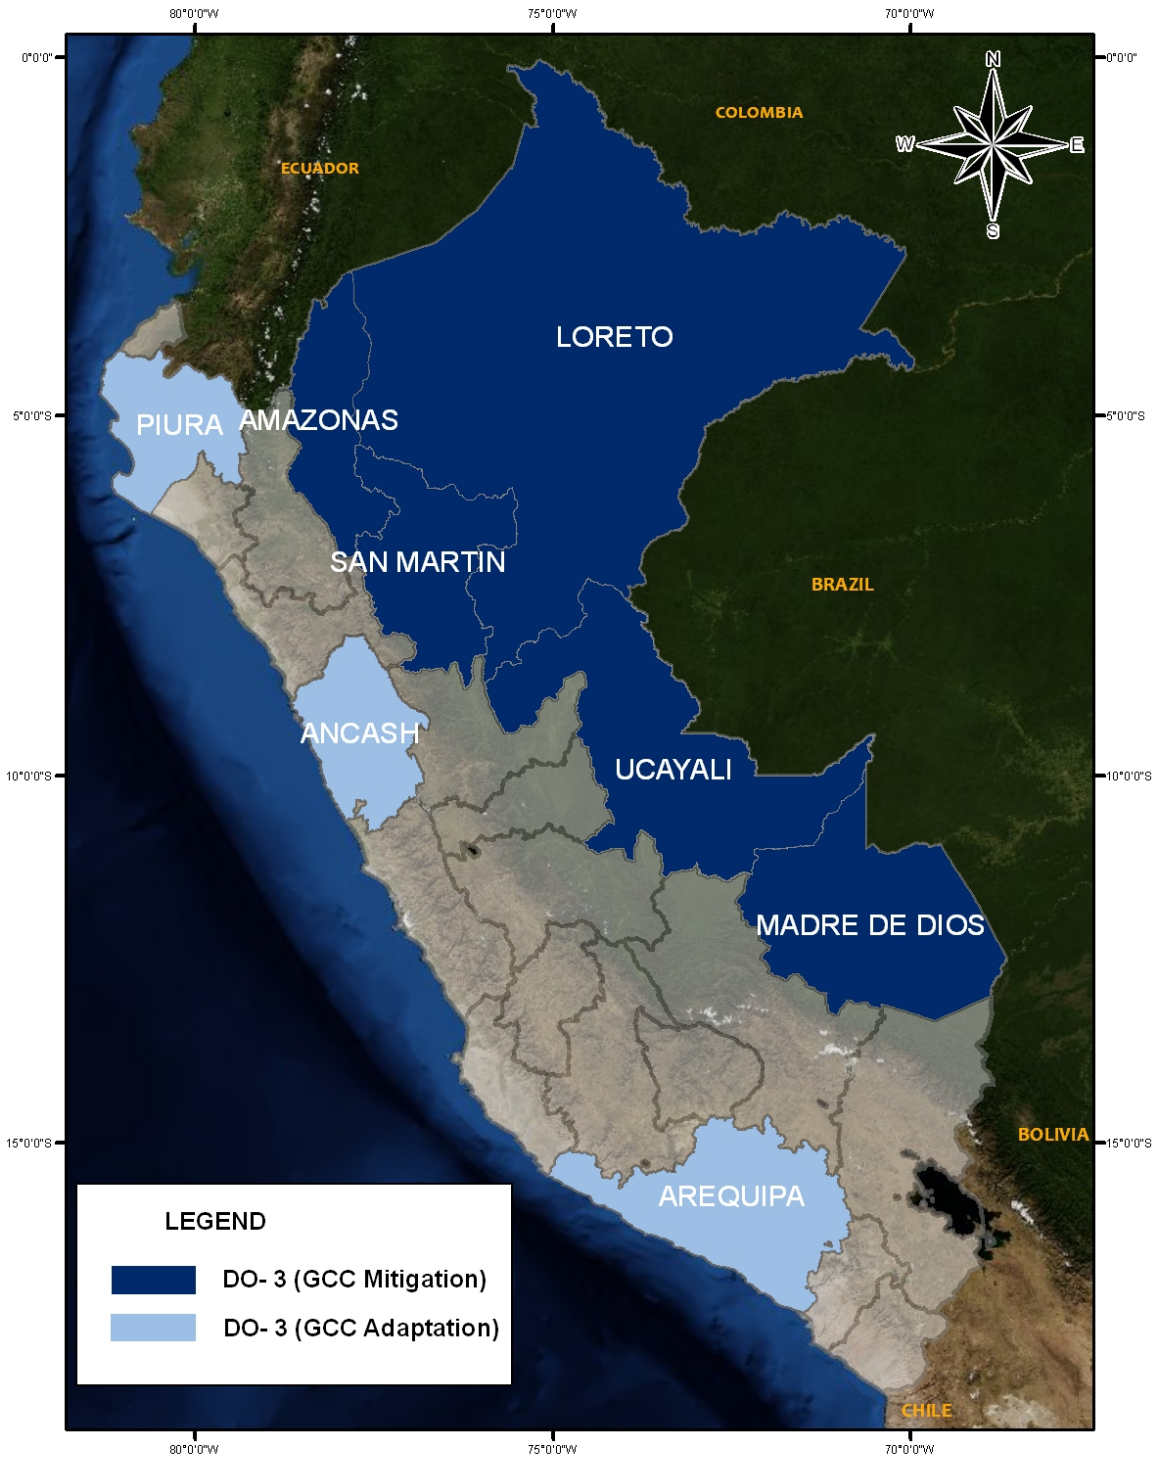 80°0'0"W 75°0'0"W 70°0'0"W
0°0'0" 0°0'0"
N
COLOMBIA
W E
ECUADOR
S
LORETO
5°0'0"S PIURA AMAZONAS 5°0'0"S
SAN MARTIN
BRAZIL
ANCASH
10°0'0"S UCAYALI 10°0'0"S
MADRE DE DIOS
15°0'0"S BOLIVIA 15°0'0"S
AREQUIPA
LEGEND
DO- 3 (GCC Mitigation)
DO- 3 (GCC Adaptation)
CHILE
80°0'0"W 75°0'0"W 70°0'0"W